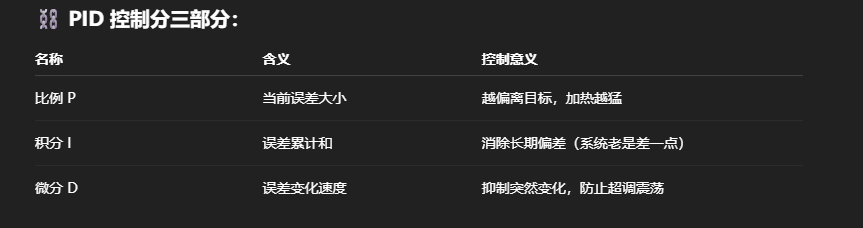 PID 控制分三部分：
名称 含义 控制意义
比例 P 当前误差大小 越偏离目标，加热越猛
积分 I 误差累计和 消除长期偏差（系统老是差一点）
微分 D 误差变化速度 抑制突然变化，防止超调震荡